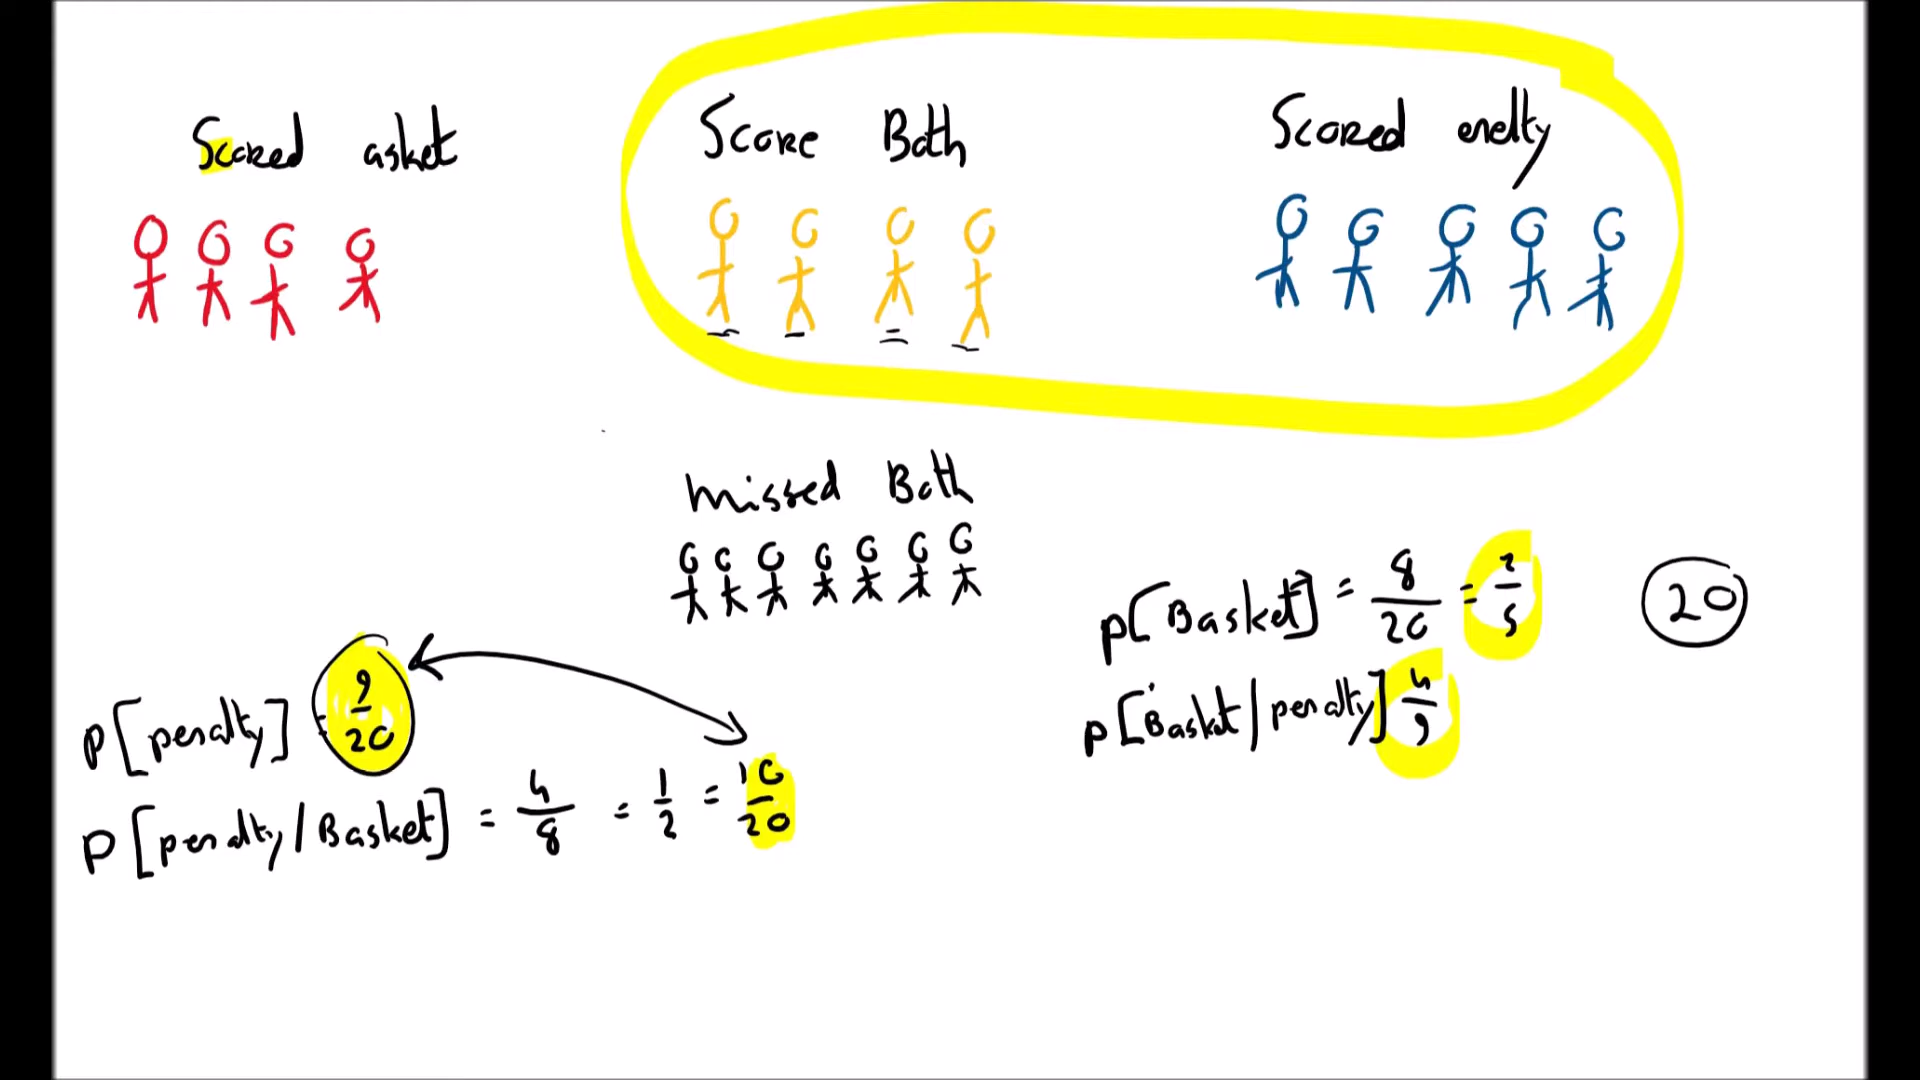 Scored asket
Score Both
Scored enelty
missed Both
P[Basket] = 8/20 = 2/5
20
P[Basket/penalty] 4/9
P[penalty] = 9/20
P[penalty/Basket] = 4/8 = 1/2 = 10/20